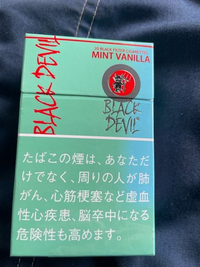 20 BLACK FILTER CIGARETTES
MINT VANILLA
BLACK DEVIL
BLACK
DEVIL
たばこの煙は、あなただ
けでなく、周りの人が肺
がん、心筋梗塞など虚血
性心疾患、脳卒中になる
危険性も高めます。